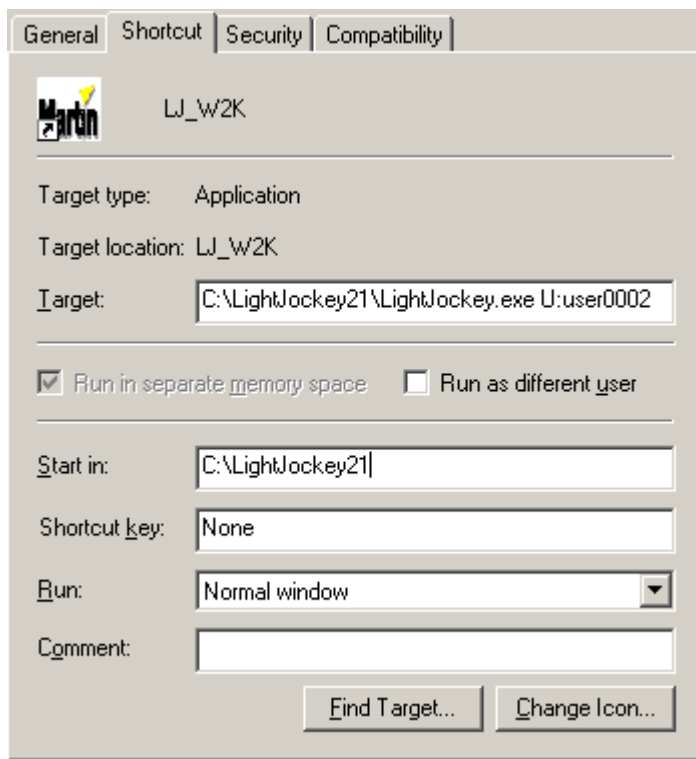 General Shortcut Security Compatibility
Martin LJ_W2K
Target type: Application
Target location: LJ_W2K
Target: C:\LightJockey21\LightJockey.exe U:user0002
Run in separate memory space Run as different user
Start in: C:\LightJockey21
Shortcut key: None
Run: Normal window
Comment:
Find Target... Change Icon...